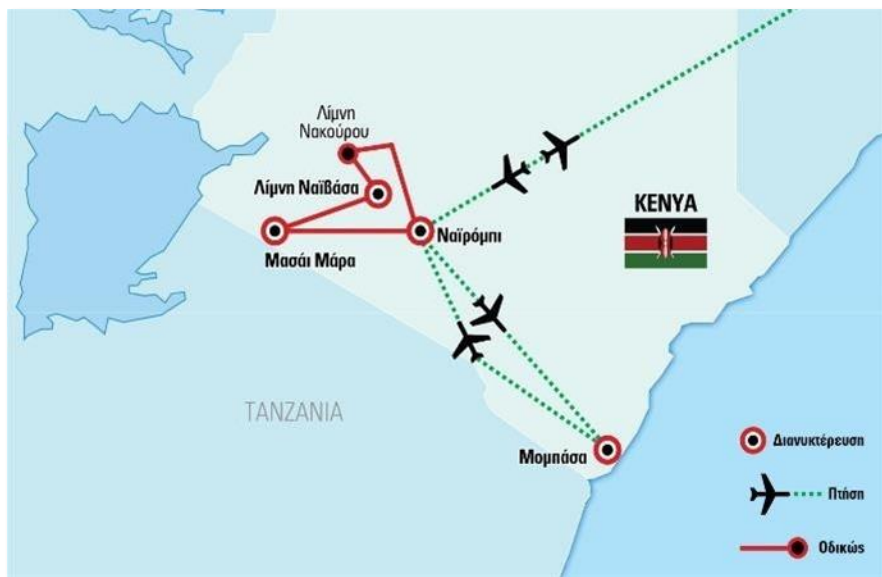 Λίμνη
Νακούρου
Λίμνη Ναϊβάσα
KENYA
Ναϊρόμπι
Μασάι Μάρα
TANZANIA
Μομπάσα
Διανυκτέρευση
Πτήση
Οδικώς